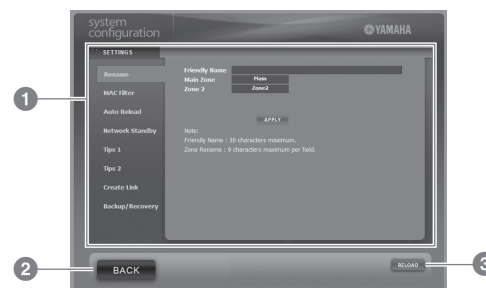 system
configuration
YAMAHA
SETTINGS
Rename
MAC Filter
Auto Reload
Network Standby
Tips 1
Tips 2
Create Link
Backup/Recovery
Friendly Name
Main Zone Main
Zone 2 Zone2
APPLY
Note:
Friendly Name : 30 characters maximum.
Zone Rename : 9 characters maximum per field.
BACK
RELOAD
1
2
3